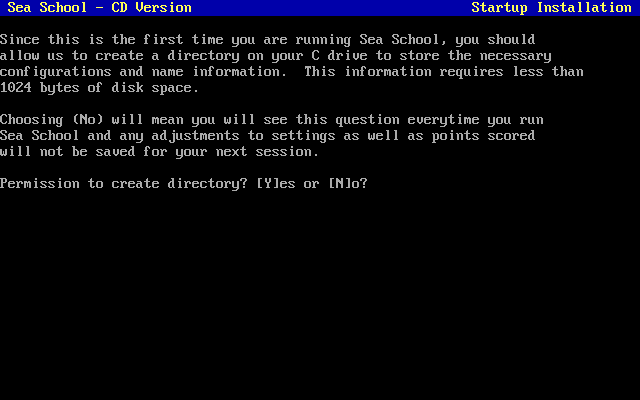 Sea School - CD Version Startup Installation
Since this is the first time you are running Sea School, you should
allow us to create a directory on your C drive to store the necessary
configurations and name information.  This information requires less than
1024 bytes of disk space.
Choosing (No) will mean you will see this question everytime you run
Sea School and any adjustments to settings as well as points scored
will not be saved for your next session.
Permission to create directory? [Y]es or [N]o?